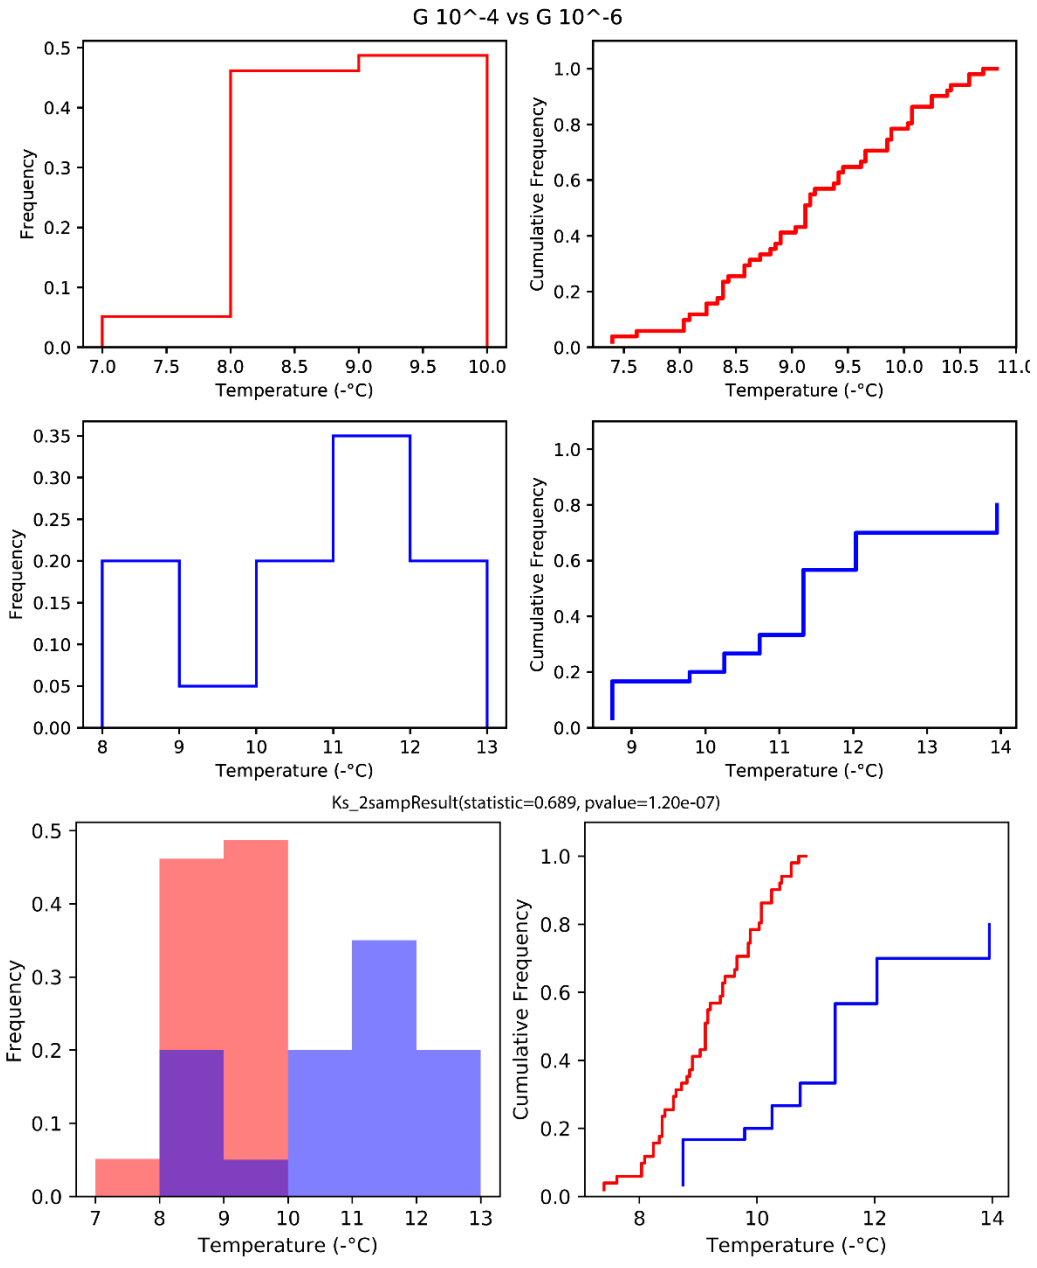 G 10^-4 vs G 10^-6
0.5
0.4
0.3
0.2
0.1
0.0
Frequency
7.0 7.5 8.0 8.5 9.0 9.5 10.0
Temperature (-°C)
1.0
0.8
0.6
0.4
0.2
0.0
Cumulative Frequency
7.5 8.0 8.5 9.0 9.5 10.0 10.5 11.0
Temperature (-°C)
0.35
0.30
0.25
0.20
0.15
0.10
0.05
0.00
Frequency
8 9 10 11 12 13
Temperature (-°C)
1.0
0.8
0.6
0.4
0.2
0.0
Cumulative Frequency
9 10 11 12 13 14
Temperature (-°C)
Ks_2sampResult(statistic=0.689, pvalue=1.20e-07)
0.5
0.4
0.3
0.2
0.1
0.0
Frequency
7 8 9 10 11 12 13
Temperature (-°C)
1.0
0.8
0.6
0.4
0.2
0.0
Cumulative Frequency
8 10 12 14
Temperature (-°C)